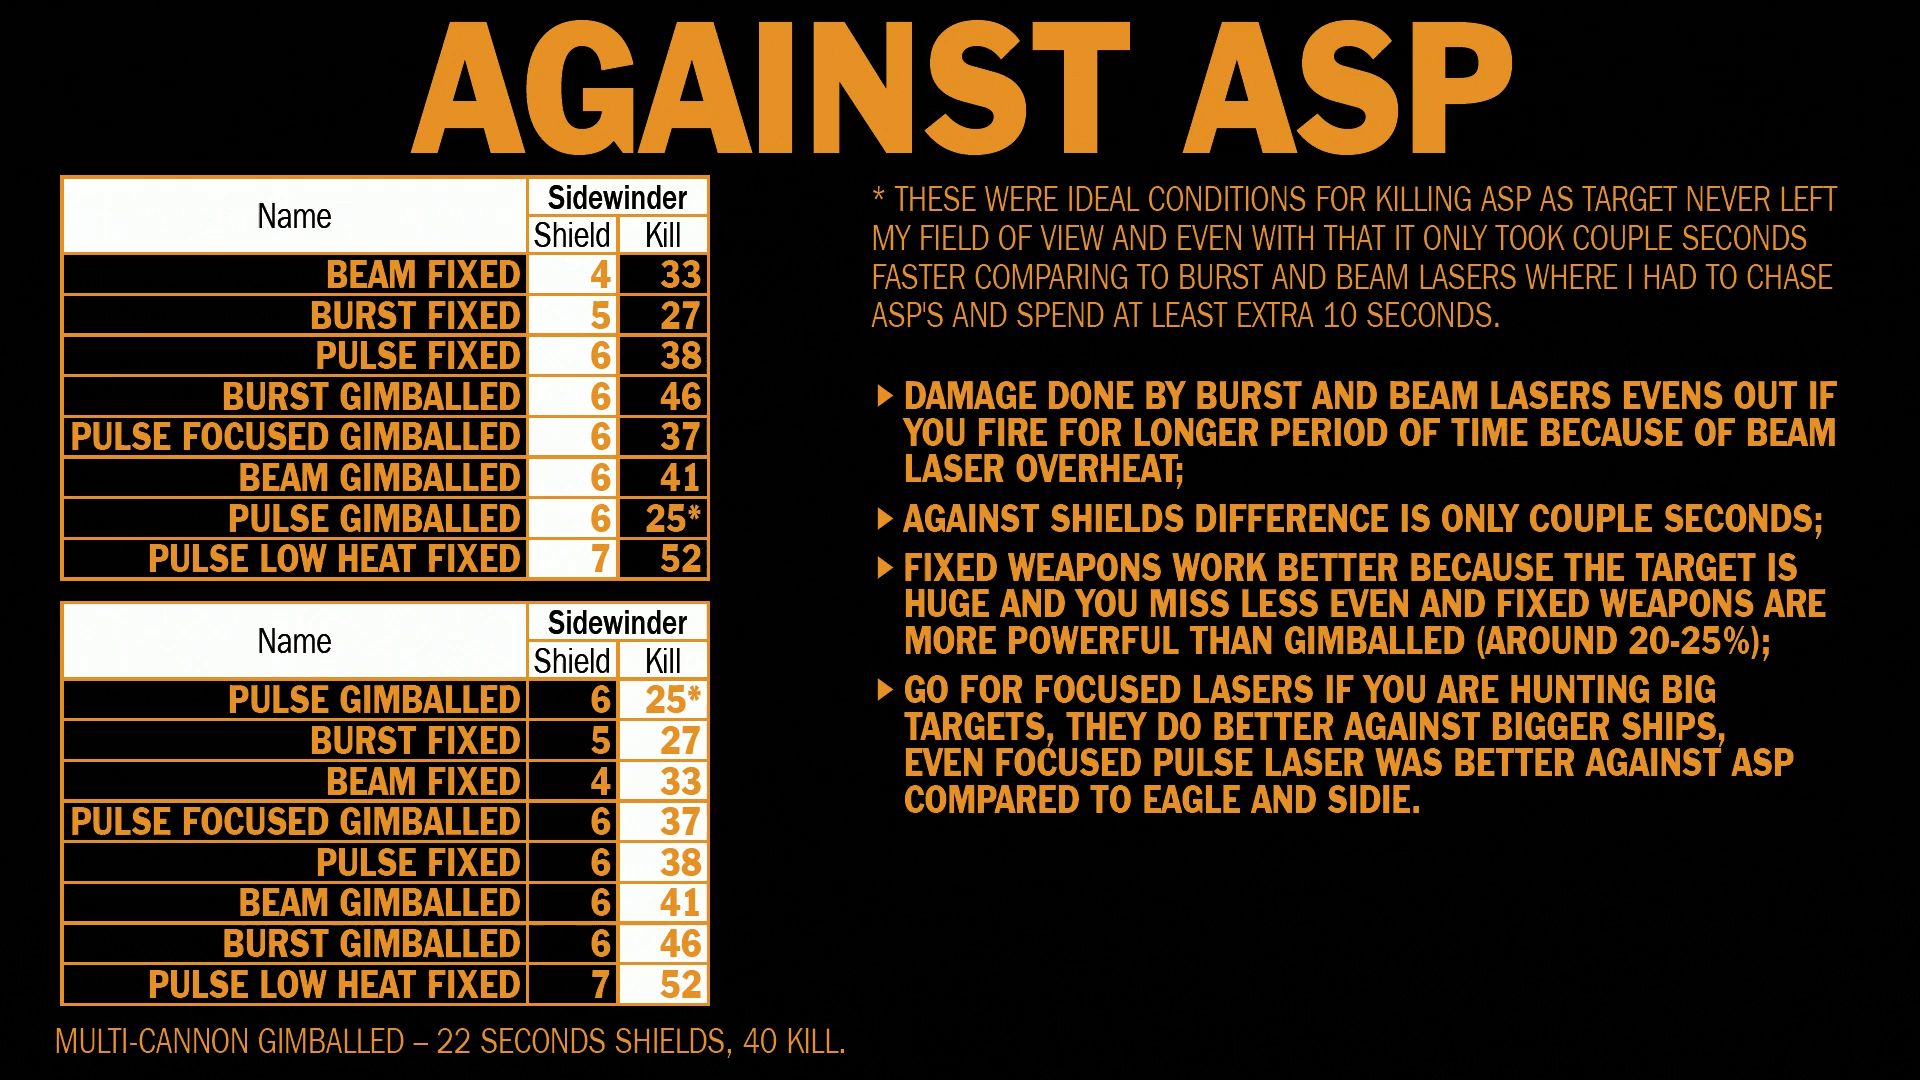 AGAINST ASP
Name Sidewinder
Shield Kill
BEAM FIXED 4 33
BURST FIXED 5 27
PULSE FIXED 6 38
BURST GIMBALLED 6 46
PULSE FOCUSED GIMBALLED 6 37
BEAM GIMBALLED 6 41
PULSE GIMBALLED 6 25*
PULSE LOW HEAT FIXED 7 52
Name Sidewinder
Shield Kill
PULSE GIMBALLED 6 25*
BURST FIXED 5 27
BEAM FIXED 4 33
PULSE FOCUSED GIMBALLED 6 37
PULSE FIXED 6 38
BEAM GIMBALLED 6 41
BURST GIMBALLED 6 46
PULSE LOW HEAT FIXED 7 52
MULTI-CANNON GIMBALLED – 22 SECONDS SHIELDS, 40 KILL.
* THESE WERE IDEAL CONDITIONS FOR KILLING ASP AS TARGET NEVER LEFT
MY FIELD OF VIEW AND EVEN WITH THAT IT ONLY TOOK COUPLE SECONDS
FASTER COMPARING TO BURST AND BEAM LASERS WHERE I HAD TO CHASE
ASP'S AND SPEND AT LEAST EXTRA 10 SECONDS.
DAMAGE DONE BY BURST AND BEAM LASERS EVENS OUT IF
YOU FIRE FOR LONGER PERIOD OF TIME BECAUSE OF BEAM
LASER OVERHEAT;
AGAINST SHIELDS DIFFERENCE IS ONLY COUPLE SECONDS;
FIXED WEAPONS WORK BETTER BECAUSE THE TARGET IS
HUGE AND YOU MISS LESS EVEN AND FIXED WEAPONS ARE
MORE POWERFUL THAN GIMBALLED (AROUND 20-25%);
GO FOR FOCUSED LASERS IF YOU ARE HUNTING BIG
TARGETS, THEY DO BETTER AGAINST BIGGER SHIPS,
EVEN FOCUSED PULSE LASER WAS BETTER AGAINST ASP
COMPARED TO EAGLE AND SIDIE.